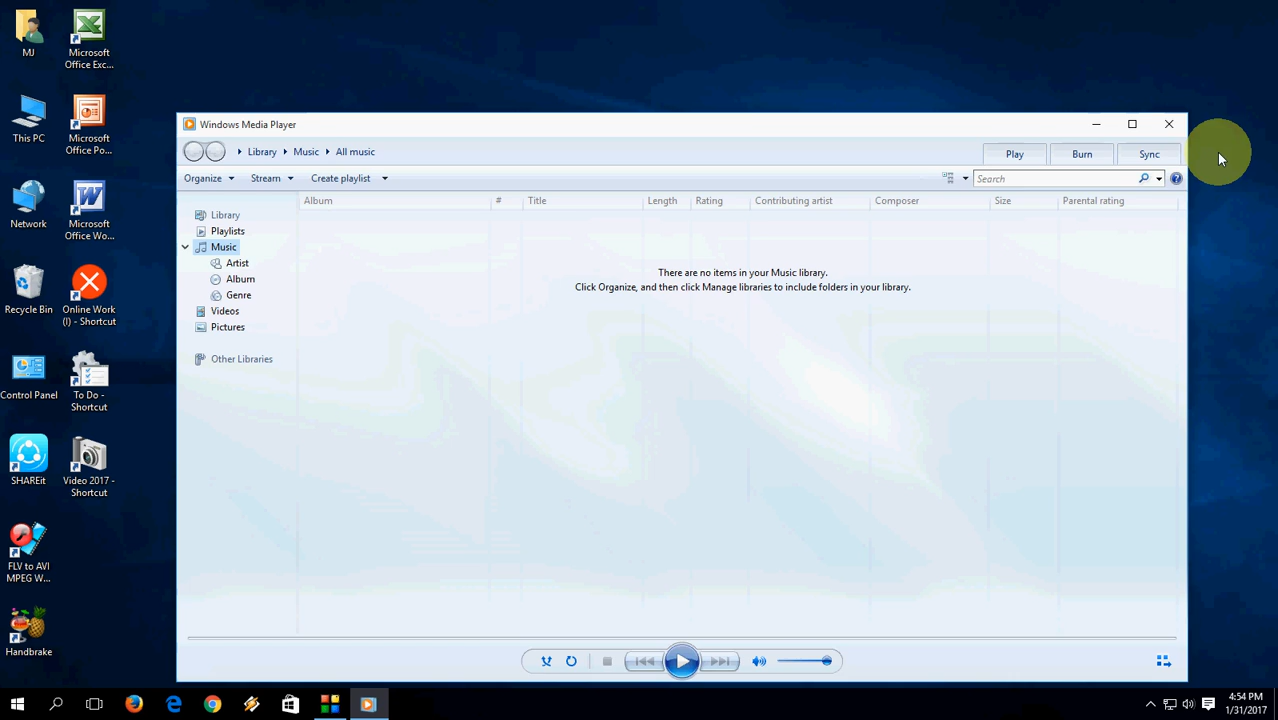 MJ
Microsoft
Office Exc...
This PC
Microsoft
Office Po...
Network
Microsoft
Office Wo...
Recycle Bin
Online Work
(I) - Shortcut
Control Panel
To Do -
Shortcut
SHAREit
Video 2017 -
Shortcut
FLV to AVI
MPEG W...
Handbrake
Windows Media Player
Library
Music
All music
Play
Burn
Sync
Organize
Stream
Create playlist
Search
Library
Playlists
Music
Artist
Album
Genre
Videos
Pictures
Other Libraries
Album
#
Title
Length
Rating
Contributing artist
Composer
Size
Parental rating
There are no items in your Music library.
Click Organize, and then click Manage libraries to include folders in your library.
4:54 PM
1/31/2017